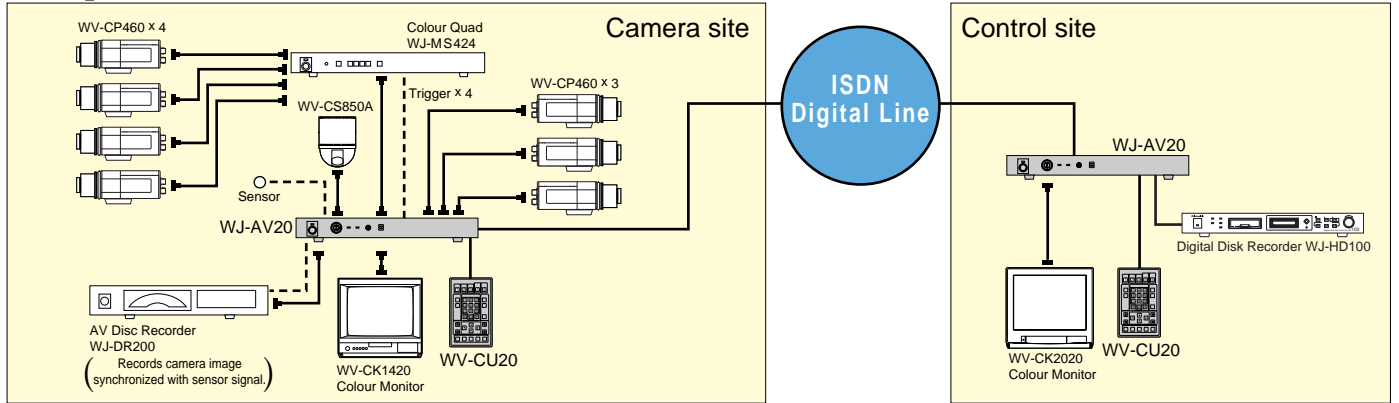 WV-CP460 x 4
Colour Quad
WJ-MS424
Camera site
WV-CS850A
Trigger x 4
WV-CP460 x 3
Sensor
WJ-AV20
AV Disc Recorder
WJ-DR200
(Records camera image
synchronized with sensor signal.)
WV-CK1420
Colour Monitor
WV-CU20
ISDN
Digital Line
Control site
WJ-AV20
Digital Disk Recorder WJ-HD100
WV-CK2020
Colour Monitor
WV-CU20